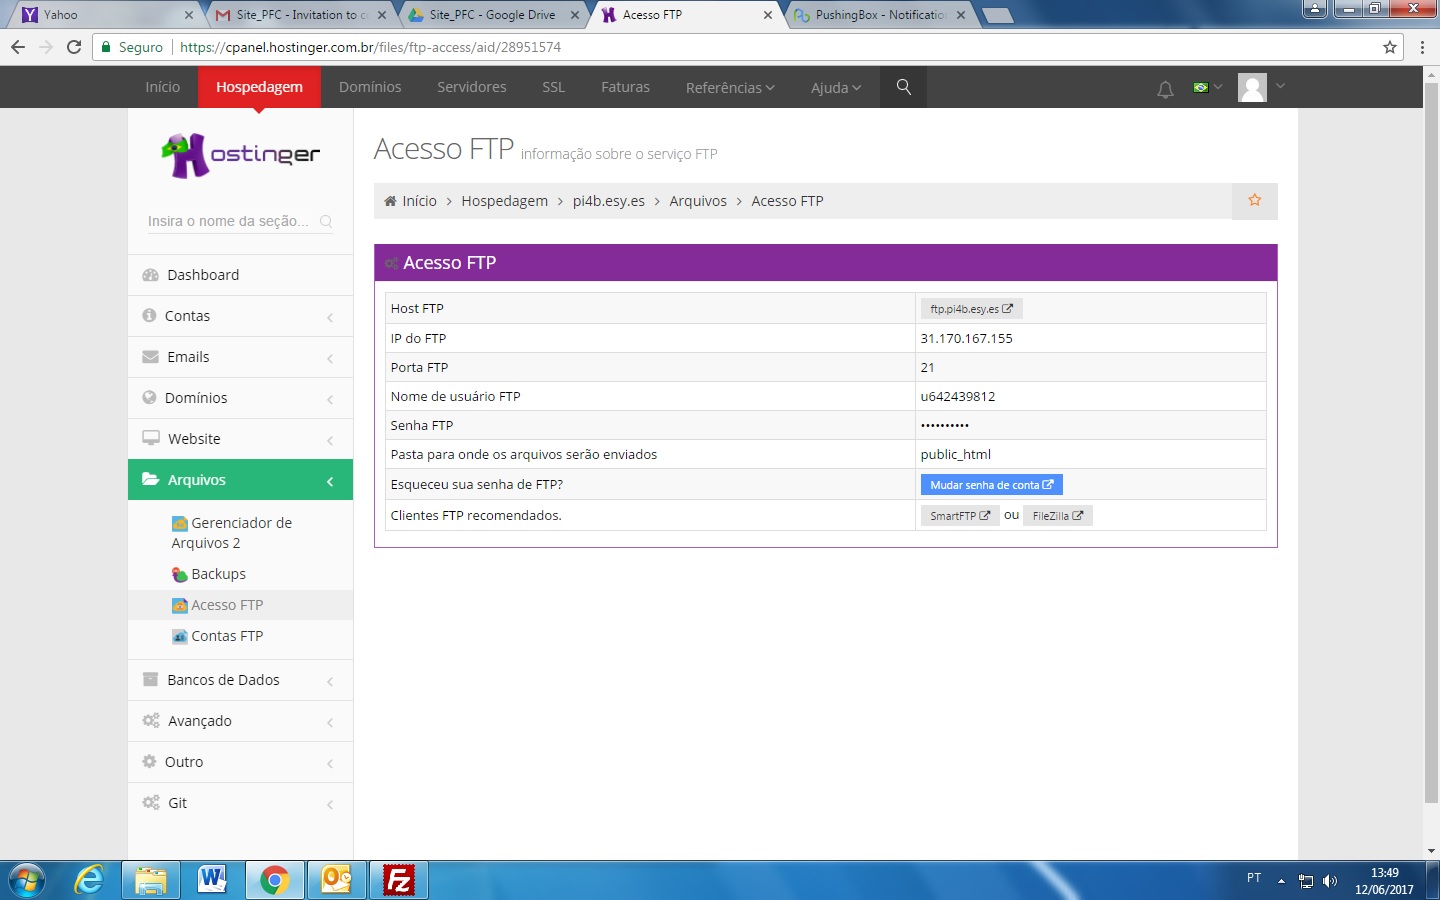 Yahoo
Site_PFC - Invitation to c
Site_PFC - Google Drive
Acesso FTP
PushingBox - Notification
Seguro
https://cpanel.hostinger.com.br/files/ftp-access/aid/28951574
Início
Hospedagem
Domínios
Servidores
SSL
Faturas
Referências
Ajuda
Hostinger
Insira o nome da seção...
Dashboard
Contas
Emails
Domínios
Website
Arquivos
Gerenciador de
Arquivos 2
Backups
Acesso FTP
Contas FTP
Bancos de Dados
Avançado
Outro
Git
Acesso FTP informação sobre o serviço FTP
Início > Hospedagem > pi4b.esy.es > Arquivos > Acesso FTP
Acesso FTP
Host FTP ftp.pi4b.esy.es
IP do FTP 31.170.167.155
Porta FTP 21
Nome de usuário FTP u642439812
Senha FTP ••••••••••
Pasta para onde os arquivos serão enviados public_html
Esqueceu sua senha de FTP? Mudar senha de conta
Clientes FTP recomendados. SmartFTP ou FileZilla
PT
13:49
12/06/2017